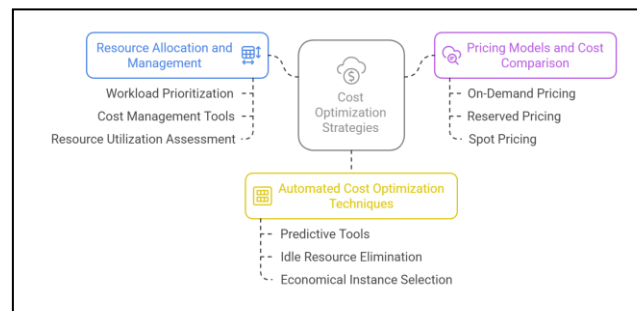 Resource Allocation and
Management
Workload Prioritization
Cost Management Tools
Resource Utilization Assessment
Cost
Optimization
Strategies
Pricing Models and Cost
Comparison
On-Demand Pricing
Reserved Pricing
Spot Pricing
Automated Cost Optimization
Techniques
Predictive Tools
Idle Resource Elimination
Economical Instance Selection